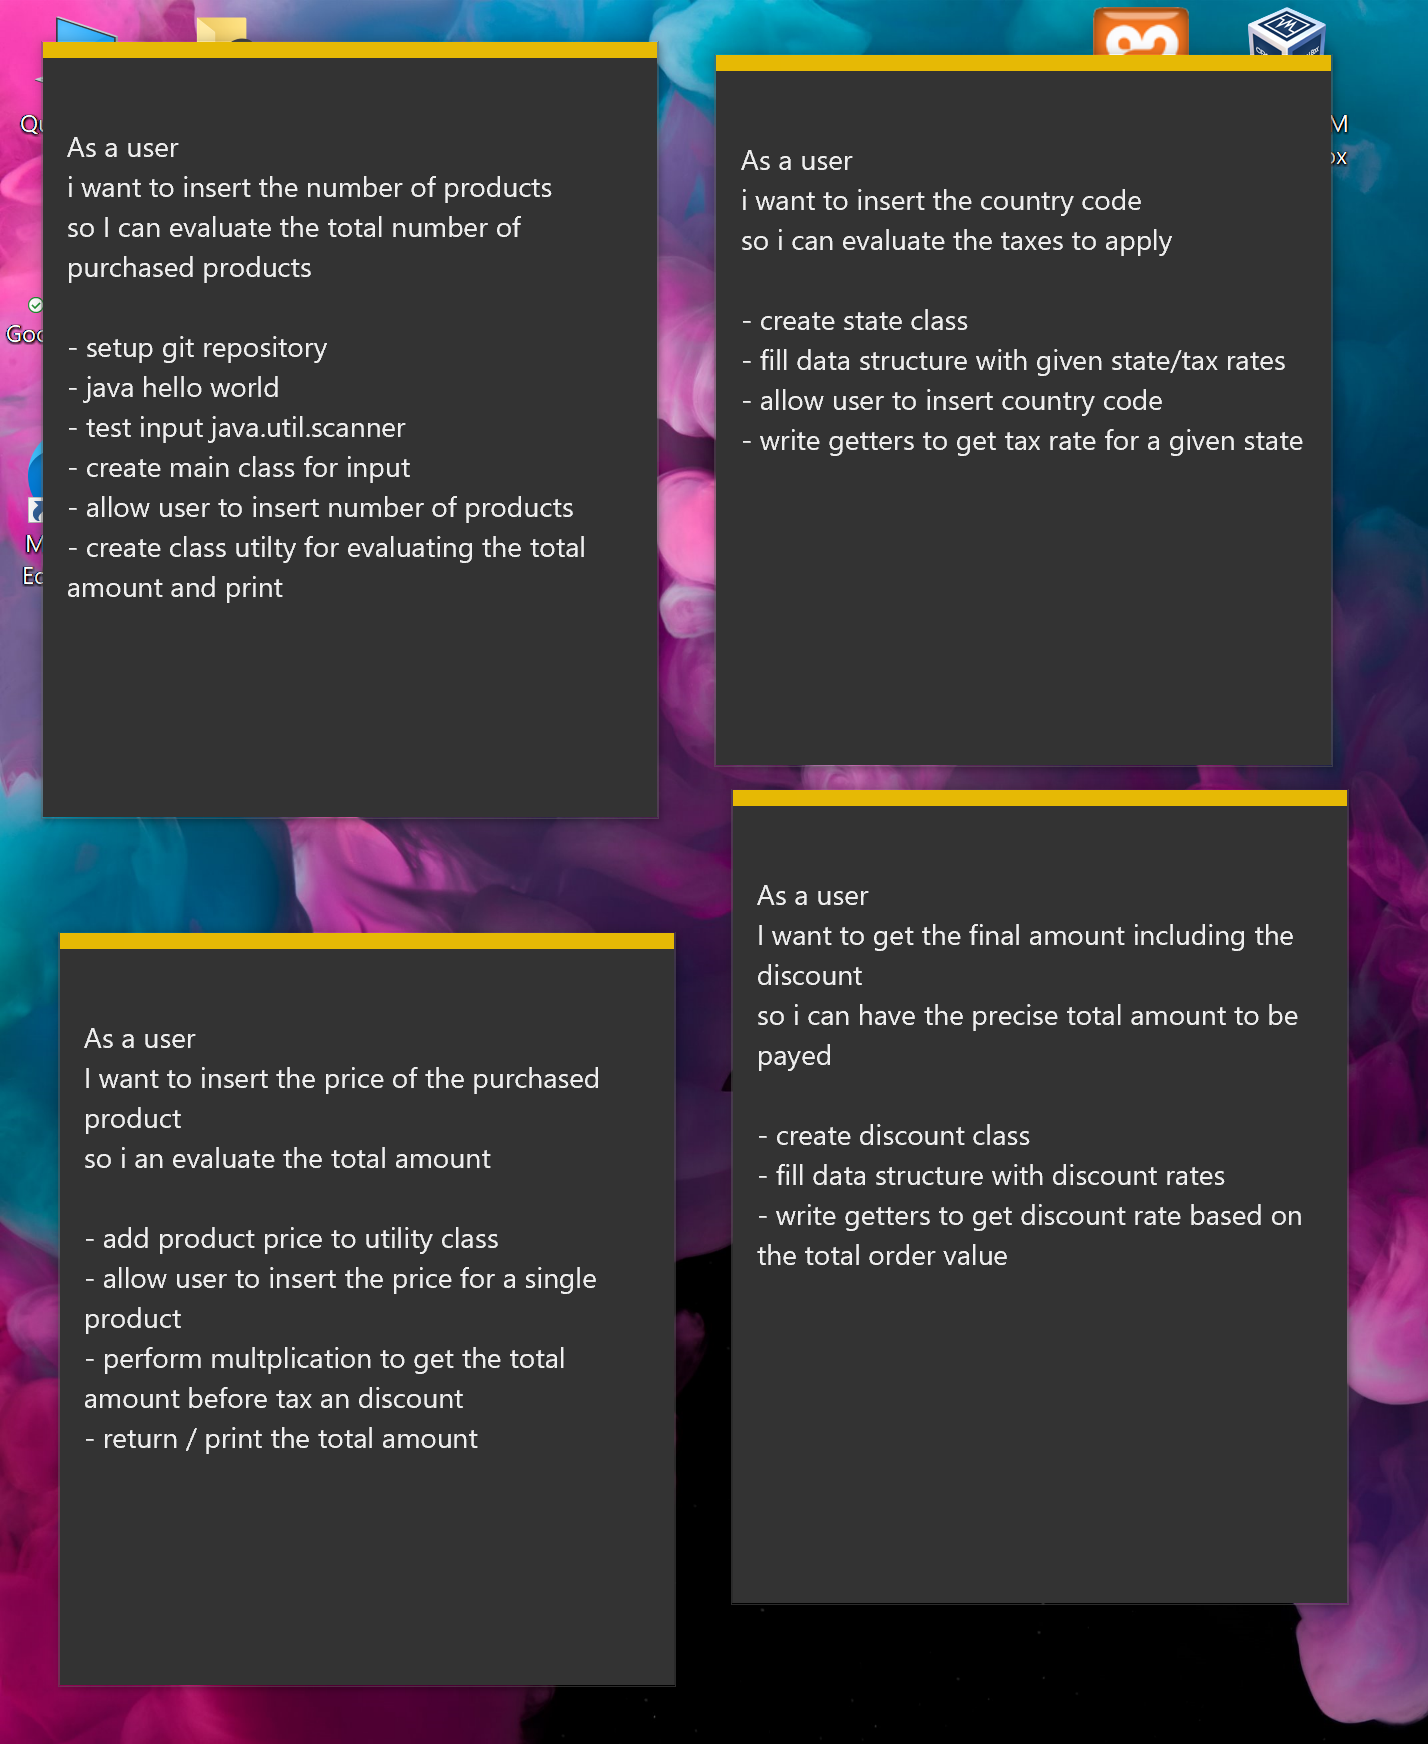 As a user
i want to insert the number of products
so I can evaluate the total number of
purchased products
- setup git repository
- java hello world
- test input java.util.scanner
- create main class for input
- allow user to insert number of products
- create class utilty for evaluating the total
amount and print
As a user
i want to insert the country code
so i can evaluate the taxes to apply
- create state class
- fill data structure with given state/tax rates
- allow user to insert country code
- write getters to get tax rate for a given state
As a user
I want to insert the price of the purchased
product
so i an evaluate the total amount
- add product price to utility class
- allow user to insert the price for a single
product
- perform multplication to get the total
amount before tax an discount
- return / print the total amount
As a user
I want to get the final amount including the
discount
so i can have the precise total amount to be
payed
- create discount class
- fill data structure with discount rates
- write getters to get discount rate based on
the total order value